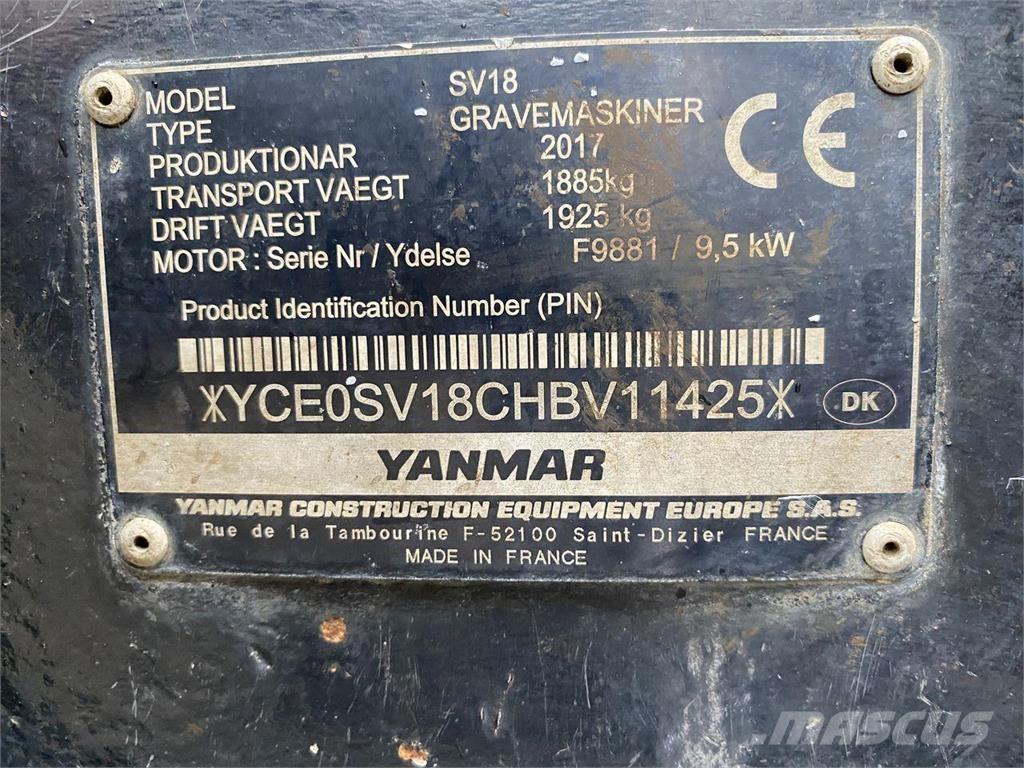 MODEL SV18
TYPE GRAVEMASKINER
PRODUKTIONAR 2017
TRANSPORT VAEGT 1885kg
DRIFT VAEGT 1925 kg
MOTOR : Serie Nr / Ydelse F9881 / 9,5 kW
CE
Product Identification Number (PIN)
*YCE0SV18CHBV11425*
DK
YANMAR
YANMAR CONSTRUCTION EQUIPMENT EUROPE S.A.S.
Rue de la Tambourine F-52100 Saint-Dizier FRANCE
MADE IN FRANCE
MASCUS